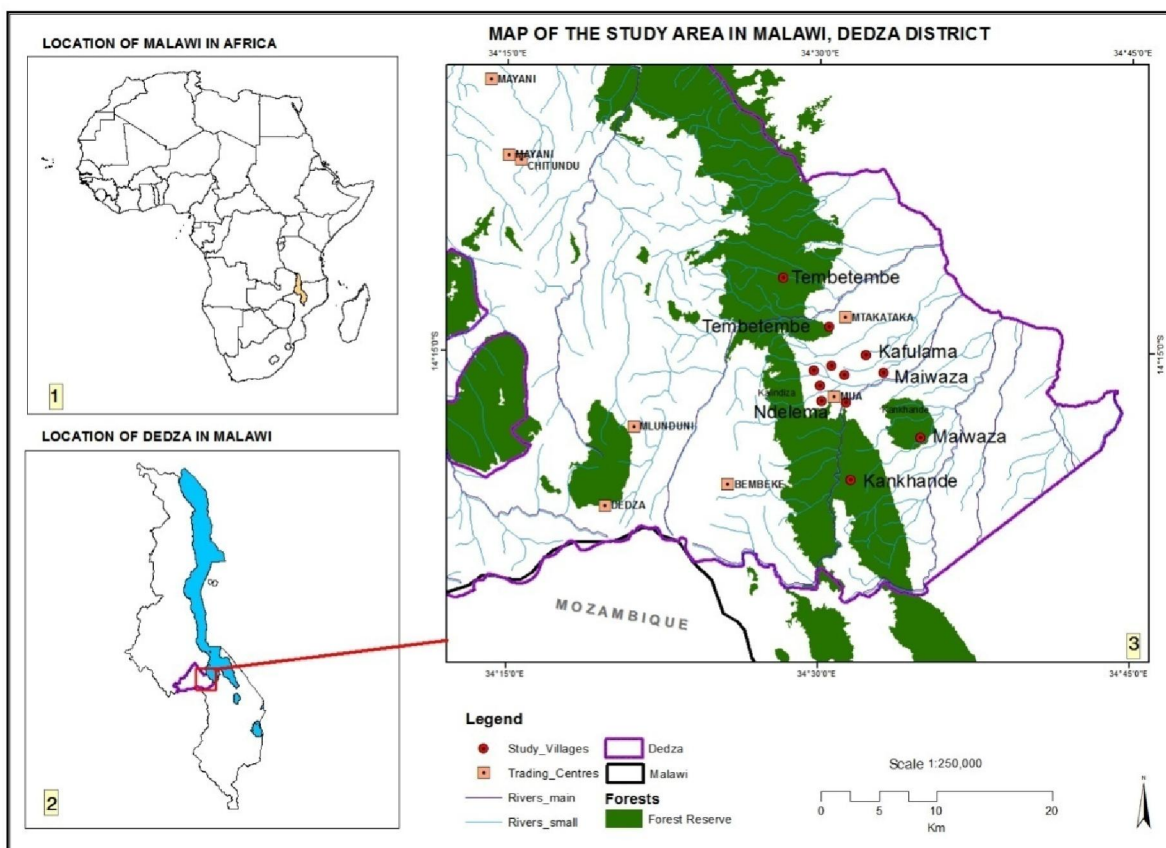 LOCATION OF MALAWI IN AFRICA
1
LOCATION OF DEDZA IN MALAWI
2
MAP OF THE STUDY AREA IN MALAWI, DEDZA DISTRICT
34°15'0"E
34°30'0"E
34°45'0"E
MAYANI
MAYANI
CHITUNDU
Tembetembe
MTAKATAKA
Tembetembe
14°15'0"S
14°15'0"S
Kafulama
Maiwaza
MUA
Ndelema
Kankhande
MLUNDUNI
Maiwaza
BEMBEKE
Kankhande
DEDZA
MOZAMBIQUE
3
34°15'0"E
34°30'0"E
34°45'0"E
Legend
Study_Villages
Dedza
Trading_Centres
Malawi
Rivers_main
Forests
Rivers_small
Forest Reserve
Scale 1:250,000
0 5 10 20
Km
N